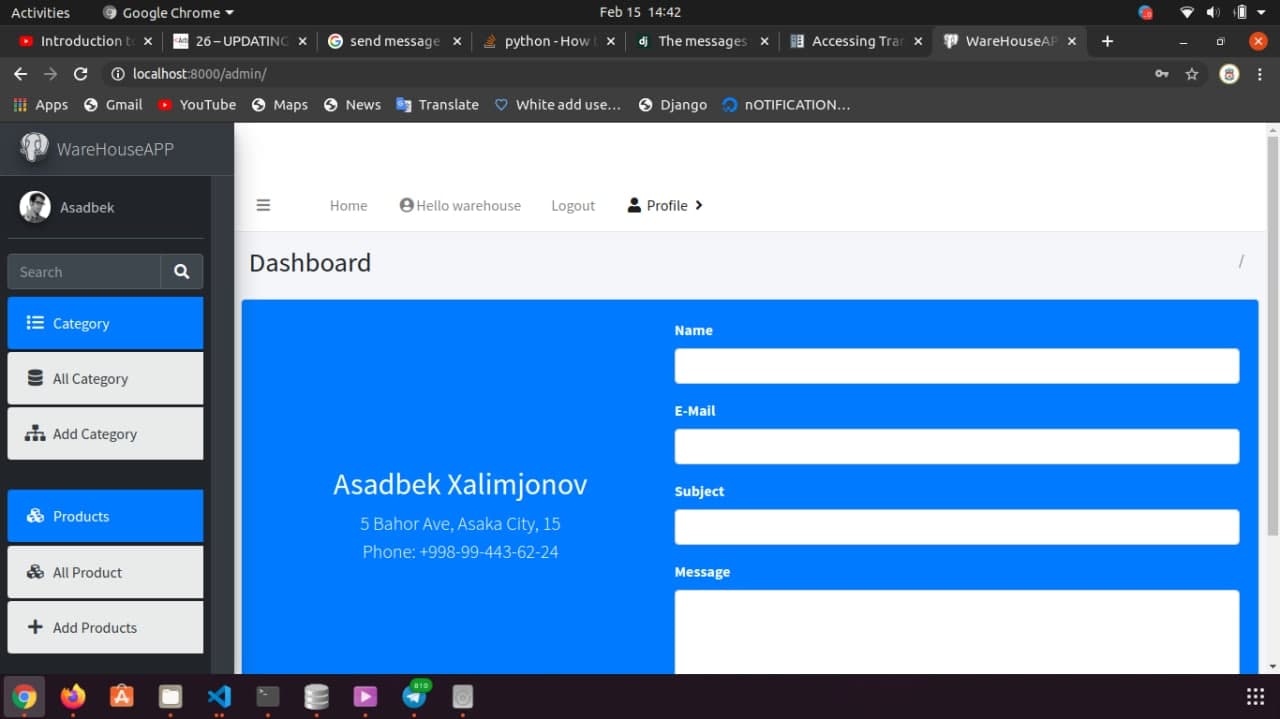 Activities
Google Chrome
Feb 15 14:42
Introduction t
26 – UPDATING
send message
python - How t
The messages
Accessing Trar
WareHouseAP
localhost:8000/admin/
Apps
Gmail
YouTube
Maps
News
Translate
White add use…
Django
nOTIFICATION…
WareHouseAPP
Asadbek
Search
Category
All Category
Add Category
Products
All Product
Add Products
Home
Hello warehouse
Logout
Profile
Dashboard
/
Asadbek Xalimjonov
5 Bahor Ave, Asaka City, 15
Phone: +998-99-443-62-24
Name
E-Mail
Subject
Message
810